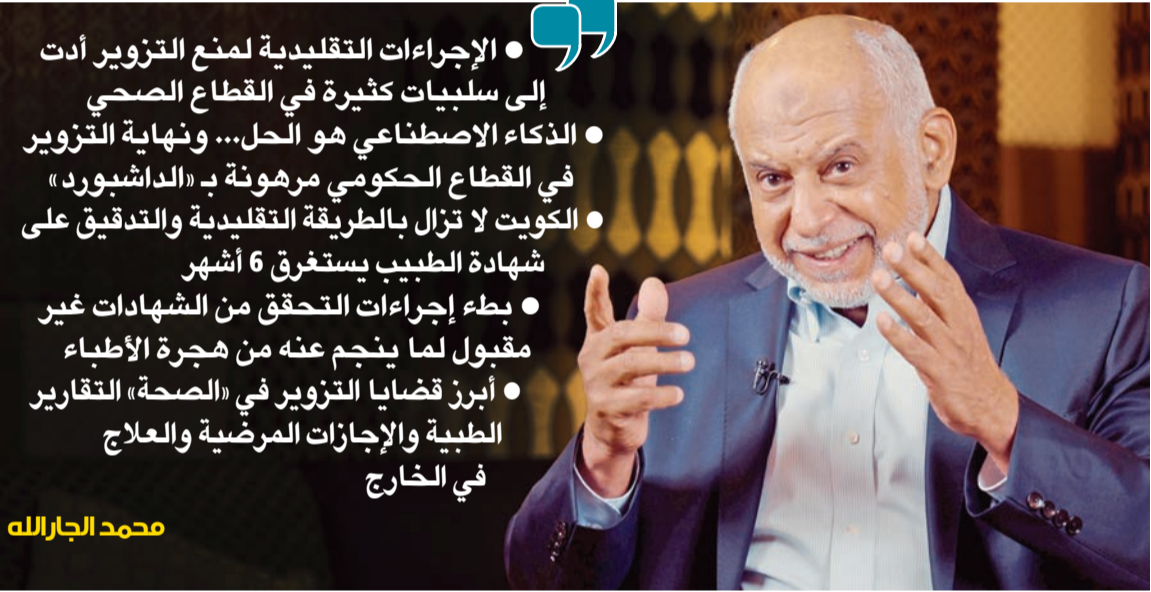 ● الإجراءات التقليدية لمنع التزوير أدت
إلى سلبيات كثيرة في القطاع الصحي
● الذكاء الاصطناعي هو الحل... ونهاية التزوير
في القطاع الحكومي مرهونة بـ «الداشبورد»
● الكويت لا تزال بالطريقة التقليدية والتدقيق على
شهادة الطبيب يستغرق 6 أشهر
● بطء إجراءات التحقق من الشهادات غير
مقبول لما ينجم عنه من هجرة الأطباء
● أبرز قضايا التزوير في «الصحة» التقارير
الطبية والإجازات المرضية والعلاج
في الخارج
محمد الجارالله